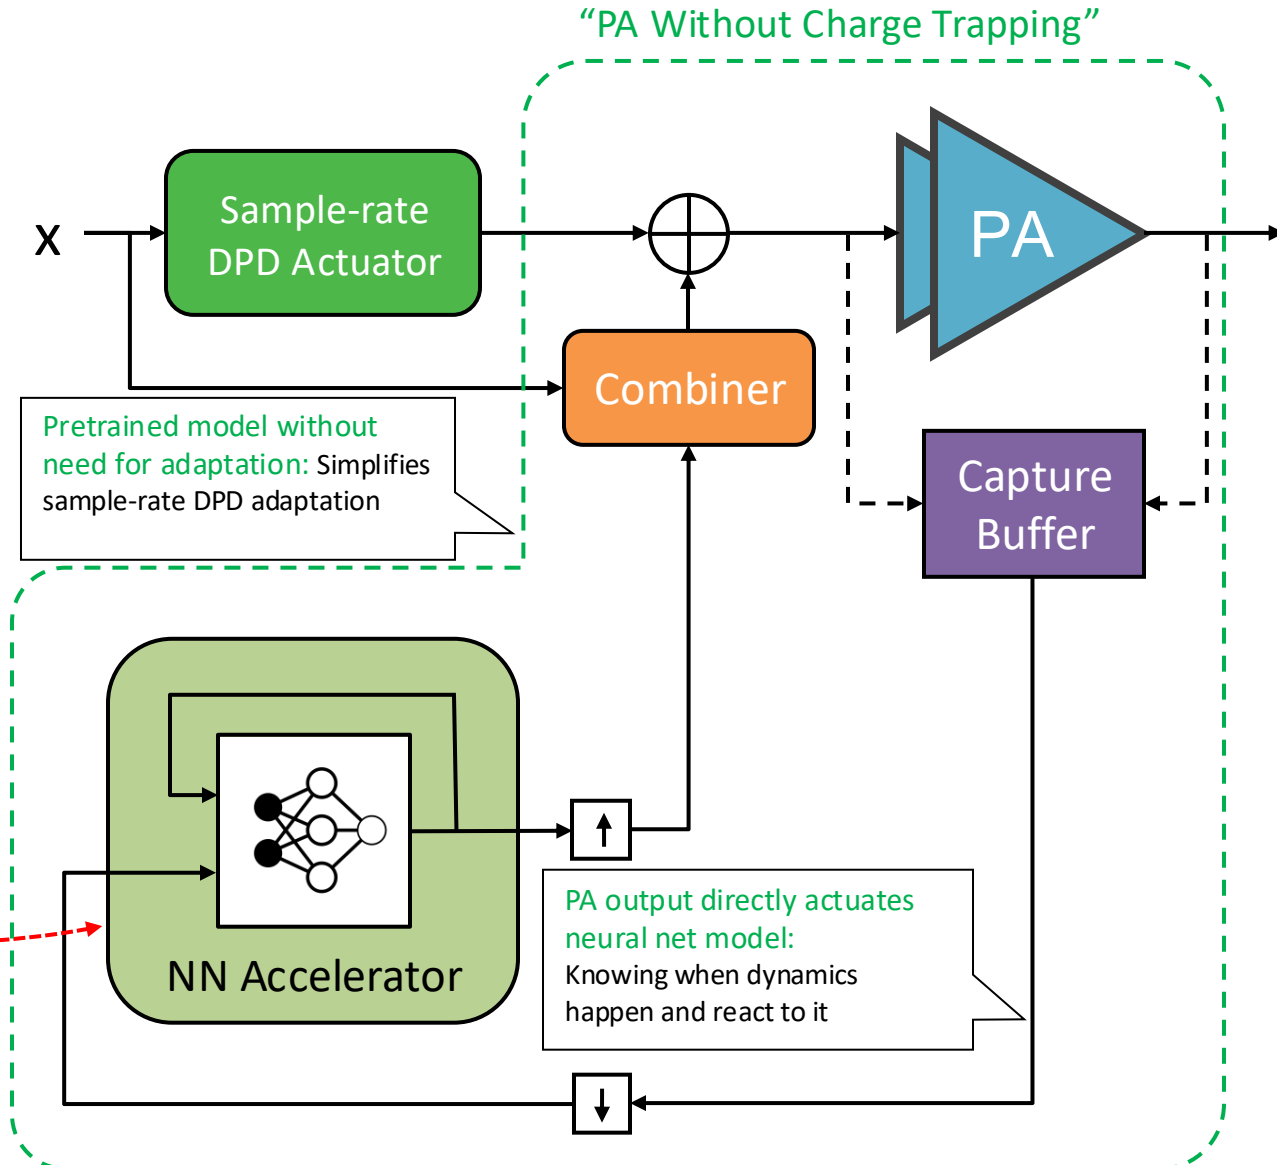 “PA Without Charge Trapping”
Sample-rate
DPD Actuator
X
PA
Combiner
Pretrained model without
need for adaptation: Simplifies
sample-rate DPD adaptation
Capture
Buffer
NN Accelerator
PA output directly actuates
neural net model:
Knowing when dynamics
happen and react to it